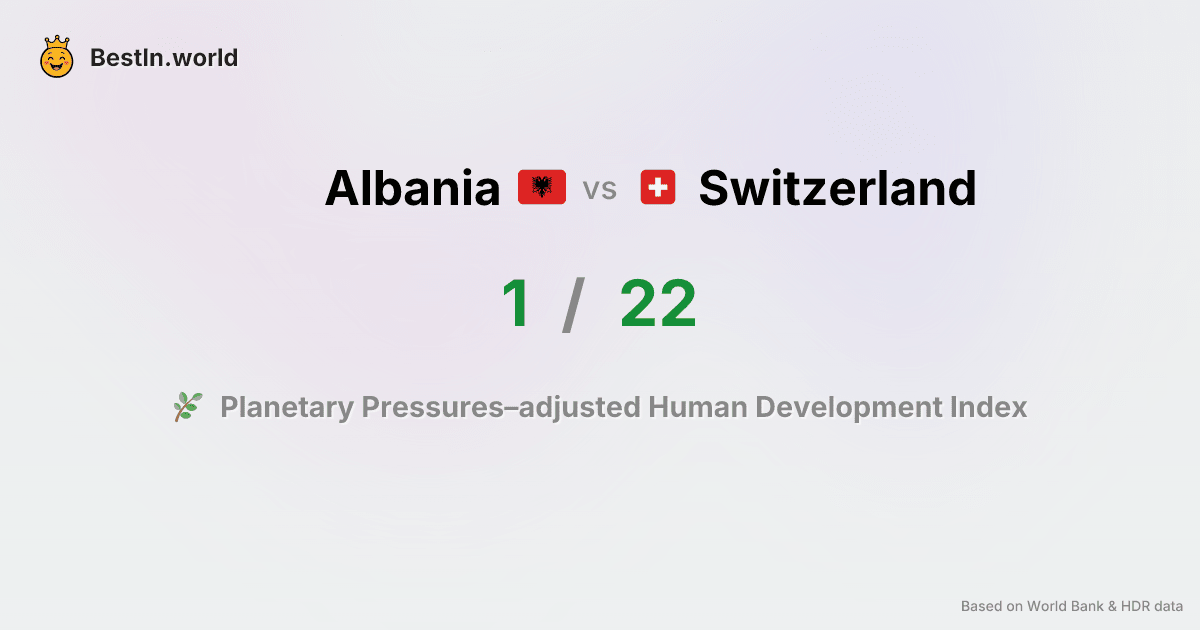 BestIn.world
Albania vs Switzerland
1 / 22
Planetary Pressures–adjusted Human Development Index
Based on World Bank & HDR data